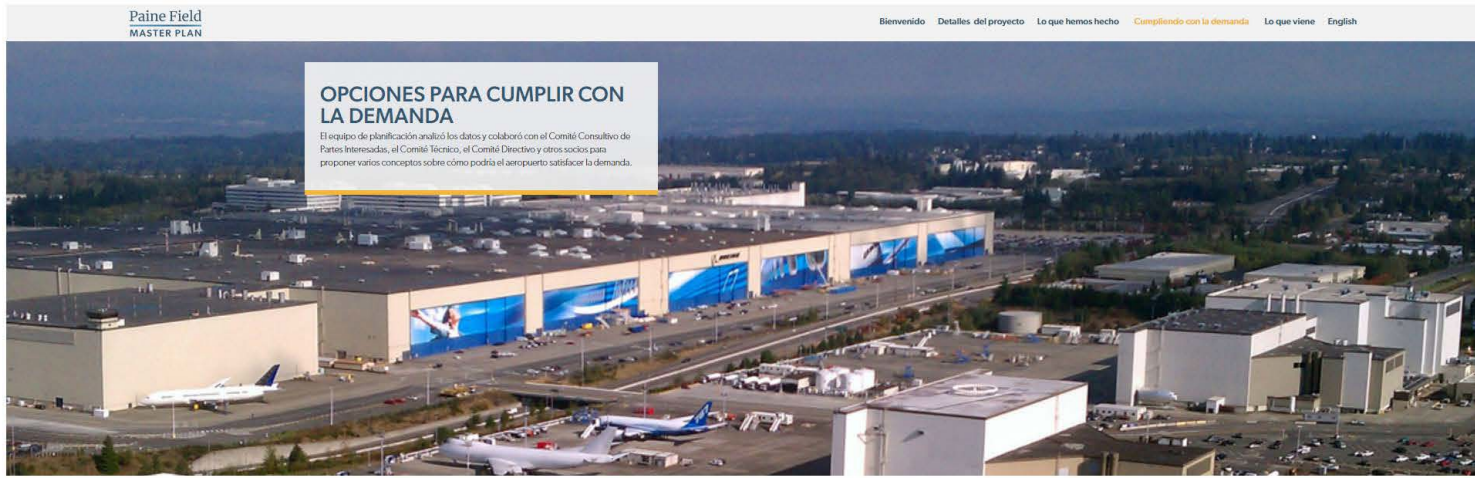 Paine Field
MASTER PLAN
Bienvenido Detalles del proyecto Lo que hemos hecho Cumpliendo con la demanda Lo que viene English
OPCIONES PARA CUMPLIR CON
LA DEMANDA
El equipo de planificación analizó los datos y colaboró con el Comité Consultivo de
Partes Interesadas, el Comité Técnico, el Comité Directivo y otros socios para
proponer varios conceptos sobre cómo podría el aeropuerto satisfacer la demanda.
BOEING